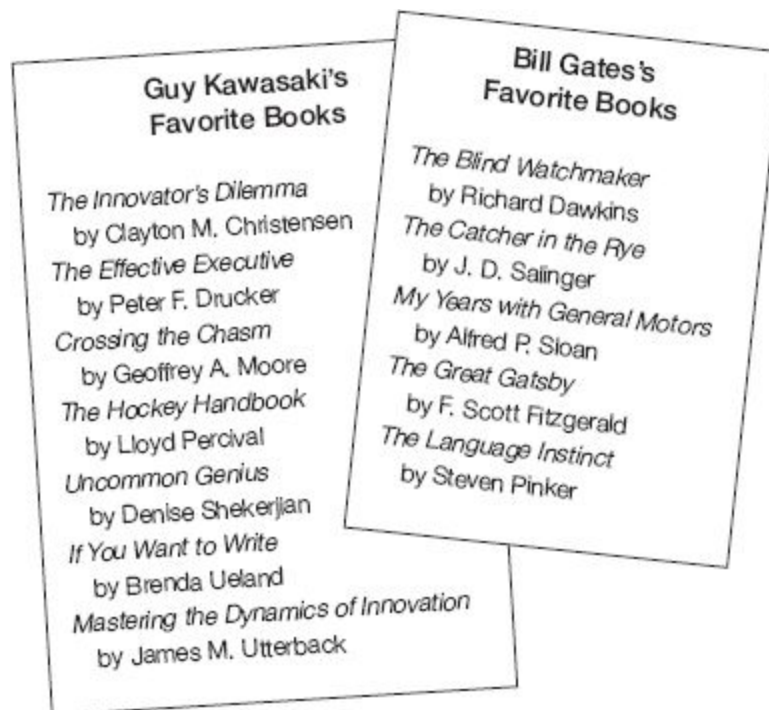 Guy Kawasaki's
Favorite Books
The Innovator's Dilemma
by Clayton M. Christensen
The Effective Executive
by Peter F. Drucker
Crossing the Chasm
by Geoffrey A. Moore
The Hockey Handbook
by Lloyd Percival
Uncommon Genius
by Denise Shekerjian
If You Want to Write
by Brenda Ueland
Mastering the Dynamics of Innovation
by James M. Utterback
Bill Gates's
Favorite Books
The Blind Watchmaker
by Richard Dawkins
The Catcher in the Rye
by J. D. Salinger
My Years with General Motors
by Alfred P. Sloan
The Great Gatsby
by F. Scott Fitzgerald
The Language Instinct
by Steven Pinker